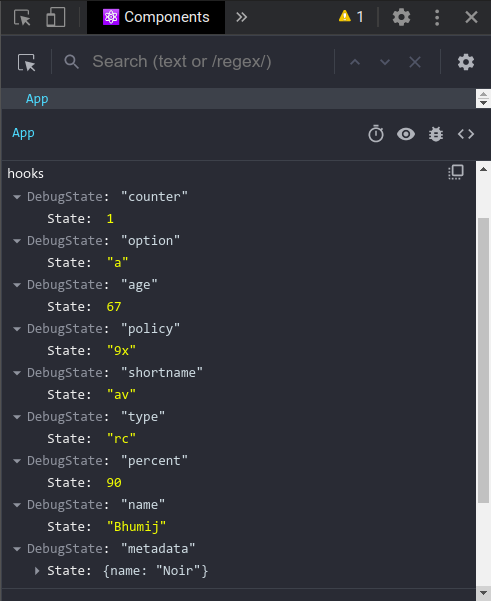 Components
1
Search (text or /regex/)
App
App
hooks
DebugState: "counter"
State: 1
DebugState: "option"
State: "a"
DebugState: "age"
State: 67
DebugState: "policy"
State: "9x"
DebugState: "shortname"
State: "av"
DebugState: "type"
State: "rc"
DebugState: "percent"
State: 90
DebugState: "name"
State: "Bhumij"
DebugState: "metadata"
State: {name: "Noir"}